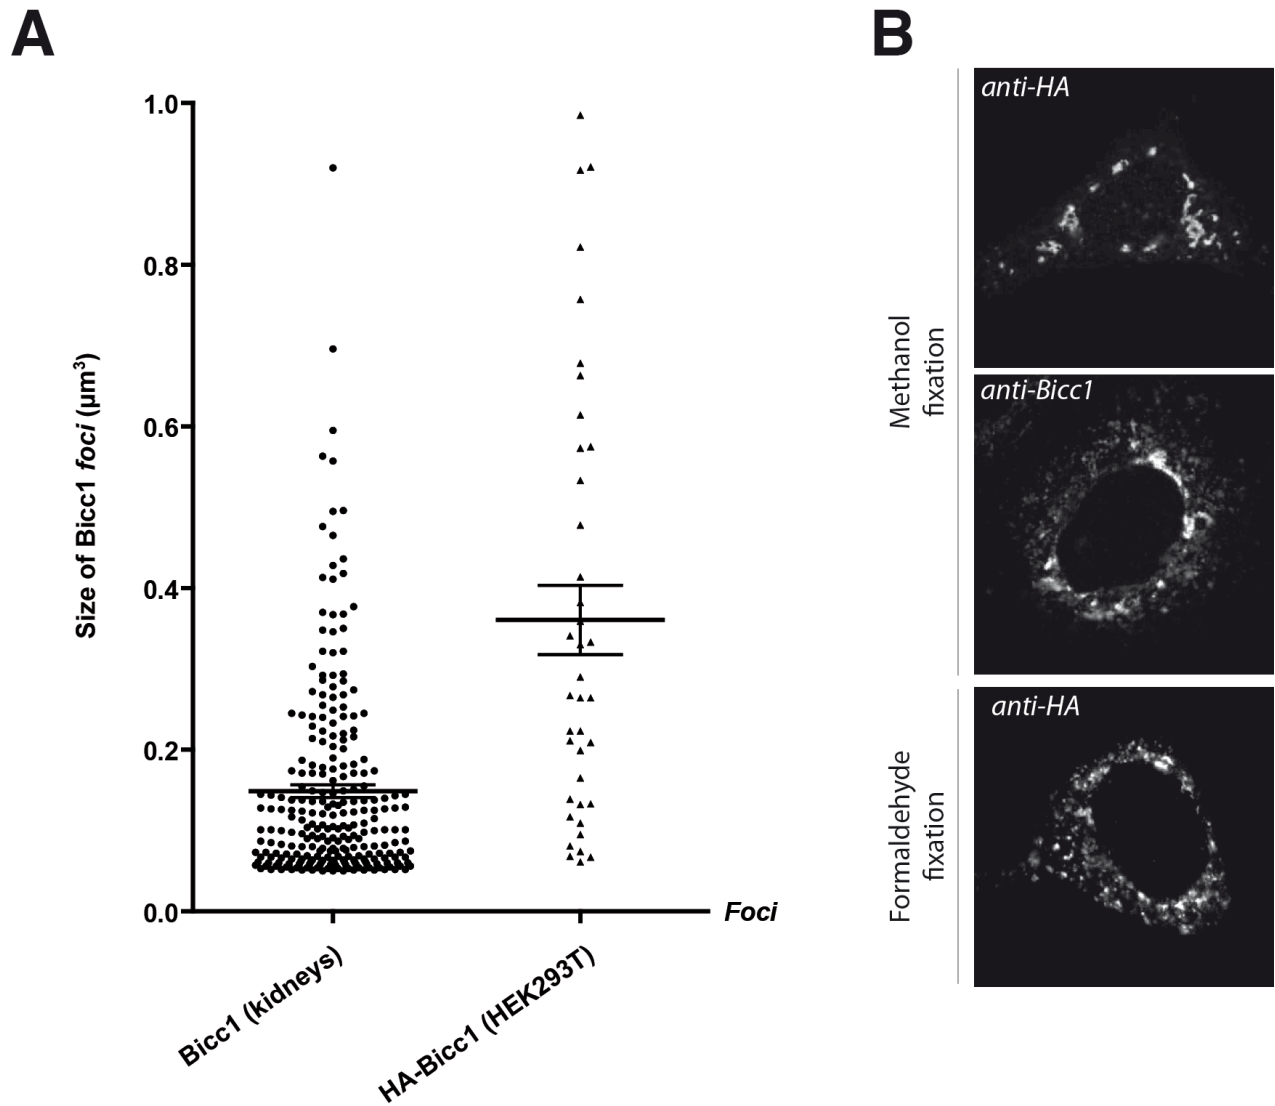 A
1.0
0.8
0.6
0.4
0.2
0.0
Size of Bicc1 foci (µm³)
Foci
Bicc1 (kidneys)
HA-Bicc1 (HEK293T)
B
Methanol
fixation
anti-HA
anti-Bicc1
Formaldehyde
fixation
anti-HA